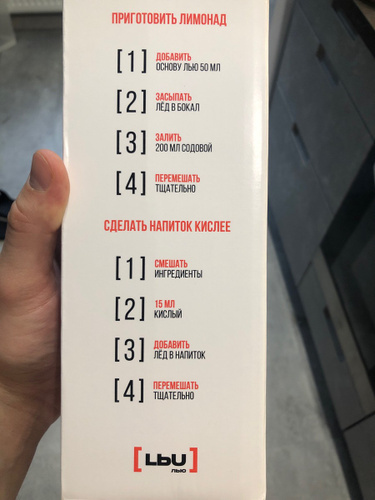 ПРИГОТОВИТЬ ЛИМОНАД
[1] ДОБАВИТЬ
ОСНОВУ ЛЬЮ 50 МЛ
[2] ЗАСЫПАТЬ
ЛЁД В БОКАЛ
[3] ЗАЛИТЬ
200 МЛ СОДОВОЙ
[4] ПЕРЕМЕШАТЬ
ТЩАТЕЛЬНО
СДЕЛАТЬ НАПИТОК КИСЛЕЕ
[1] СМЕШАТЬ
ИНГРЕДИЕНТЫ
[2] 15 МЛ
КИСЛЫЙ
[3] ДОБАВИТЬ
ЛЁД В НАПИТОК
[4] ПЕРЕМЕШАТЬ
ТЩАТЕЛЬНО
[LPU]
ЛЬЮ